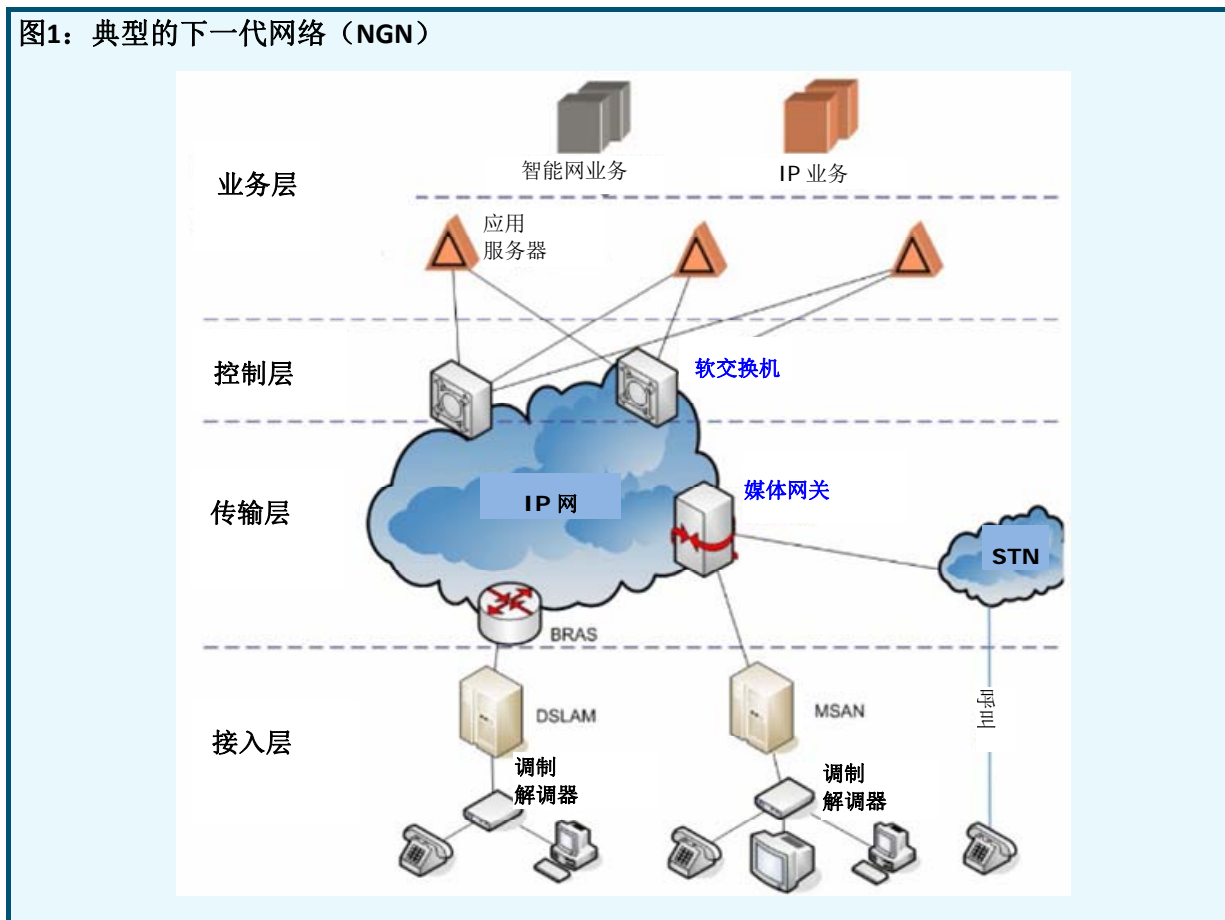 图1：典型的下一代网络（NGN）
智能网业务
IP 业务
业务层
应用
服务器
控制层
软交换机
媒体网关
IP 网
传输层
STN
BRAS
DSLAM
MSAN
呼叫
接入层
调制
解调器
调制
解调器